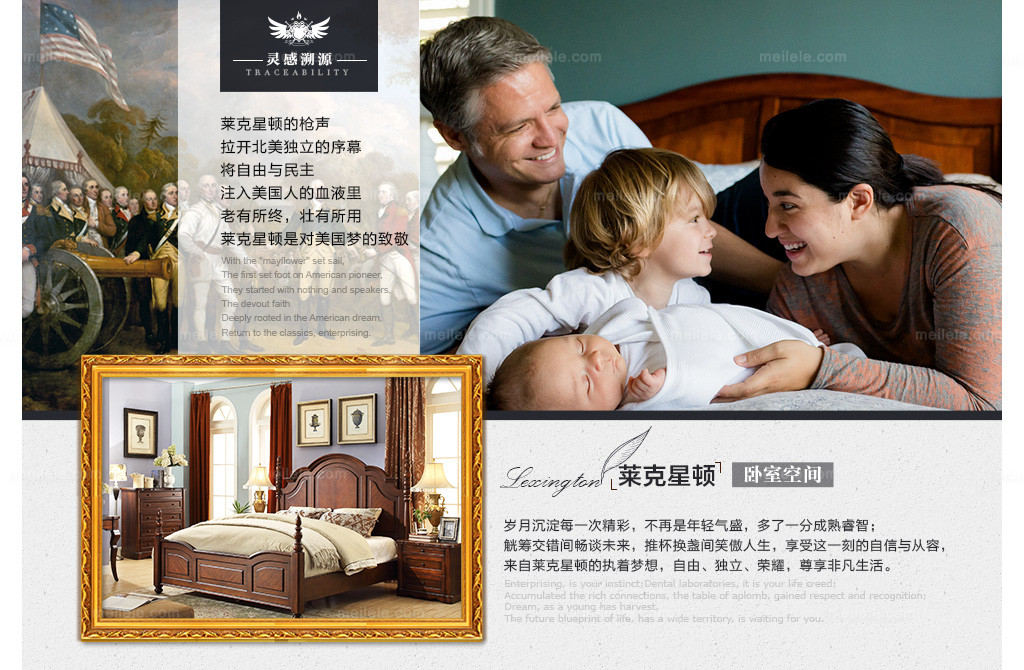 灵感溯源
TRACEABILITY
莱克星顿的枪声
拉开北美独立的序幕
将自由与民主
注入美国人的血液里
老有所终，壮有所用
莱克星顿是对美国梦的致敬
With the "mayflower" set sail,
The first set foot on American pioneer,
They started with nothing and speakers,
The devout faith
Deeply rooted in the American dream,
Return to the classics, enterprising.
meilele.com
Lexington 莱克星顿 卧室空间
岁月沉淀每一次精彩，不再是年轻气盛，多了一分成熟睿智；
觥筹交错间畅谈未来，推杯换盏间笑傲人生，享受这一刻的自信与从容，
来自莱克星顿的执着梦想，自由、独立、荣耀，尊享非凡生活。
Enterprising, is your instinct;Dental laboratories, it is your life creed;
Accumulated the rich connections, the table of aplomb, gained respect and recognition;
Dream, as a young has harvest,
The future blueprint of life, has a wide territory, is waiting for you.